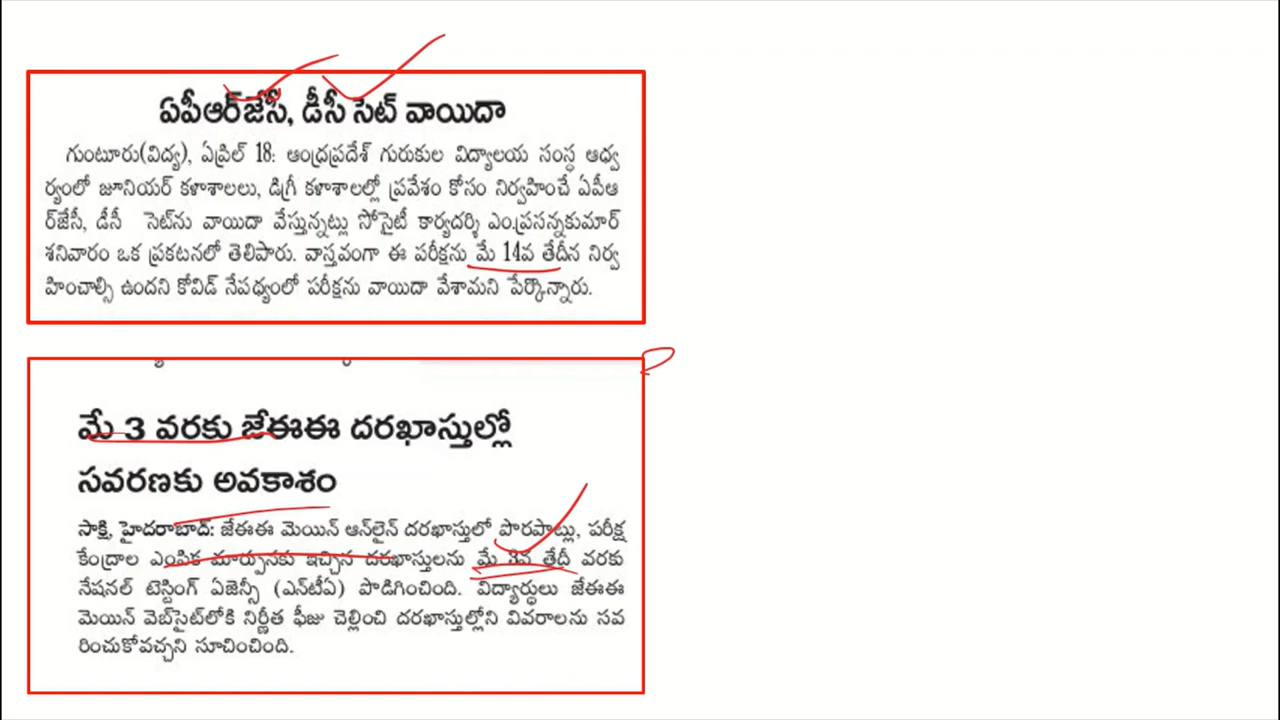 ఏపీఆర్‌జేసీ, డీసీ సెట్ వాయిదా
గుంటూరు(విద్య), ఏప్రిల్ 18: ఆంధ్రప్రదేశ్ గురుకుల విద్యాలయ సంస్థ ఆధ్వ
ర్యంలో జూనియర్ కళాశాలలు, డిగ్రీ కళాశాలల్లో ప్రవేశం కోసం నిర్వహించే ఏపీఆ
ర్‌జేసీ, డీసీ సెట్‌ను వాయిదా వేస్తున్నట్లు సోసైటీ కార్యదర్శి ఎం.ప్రసన్నకుమార్
శనివారం ఒక ప్రకటనలో తెలిపారు. వాస్తవంగా ఈ పరీక్షను మే 14వ తేదీన నిర్వ
హించాల్సి ఉందని కోవిడ్ నేపథ్యంలో పరీక్షను వాయిదా వేశామని పేర్కొన్నారు.
మే 3 వరకు జేఈఈ దరఖాస్తుల్లో
సవరణకు అవకాశం
సాక్షి, హైదరాబాద్: జేఈఈ మెయిన్ ఆన్‌లైన్ దరఖాస్తులో పొరపాట్లు, పరీక్ష
కేంద్రాల ఎంపిక మార్పునకు ఇచ్చిన దరఖాస్తులను మే 3వ తేదీ వరకు
నేషనల్ టెస్టింగ్ ఏజెన్సీ (ఎన్‌టీఏ) పొడిగించింది. విద్యార్థులు జేఈఈ
మెయిన్ వెబ్‌సైట్‌లోకి నిర్ణీత ఫీజు చెల్లించి దరఖాస్తుల్లోని వివరాలను సవ
రించుకోవచ్చని సూచించింది.